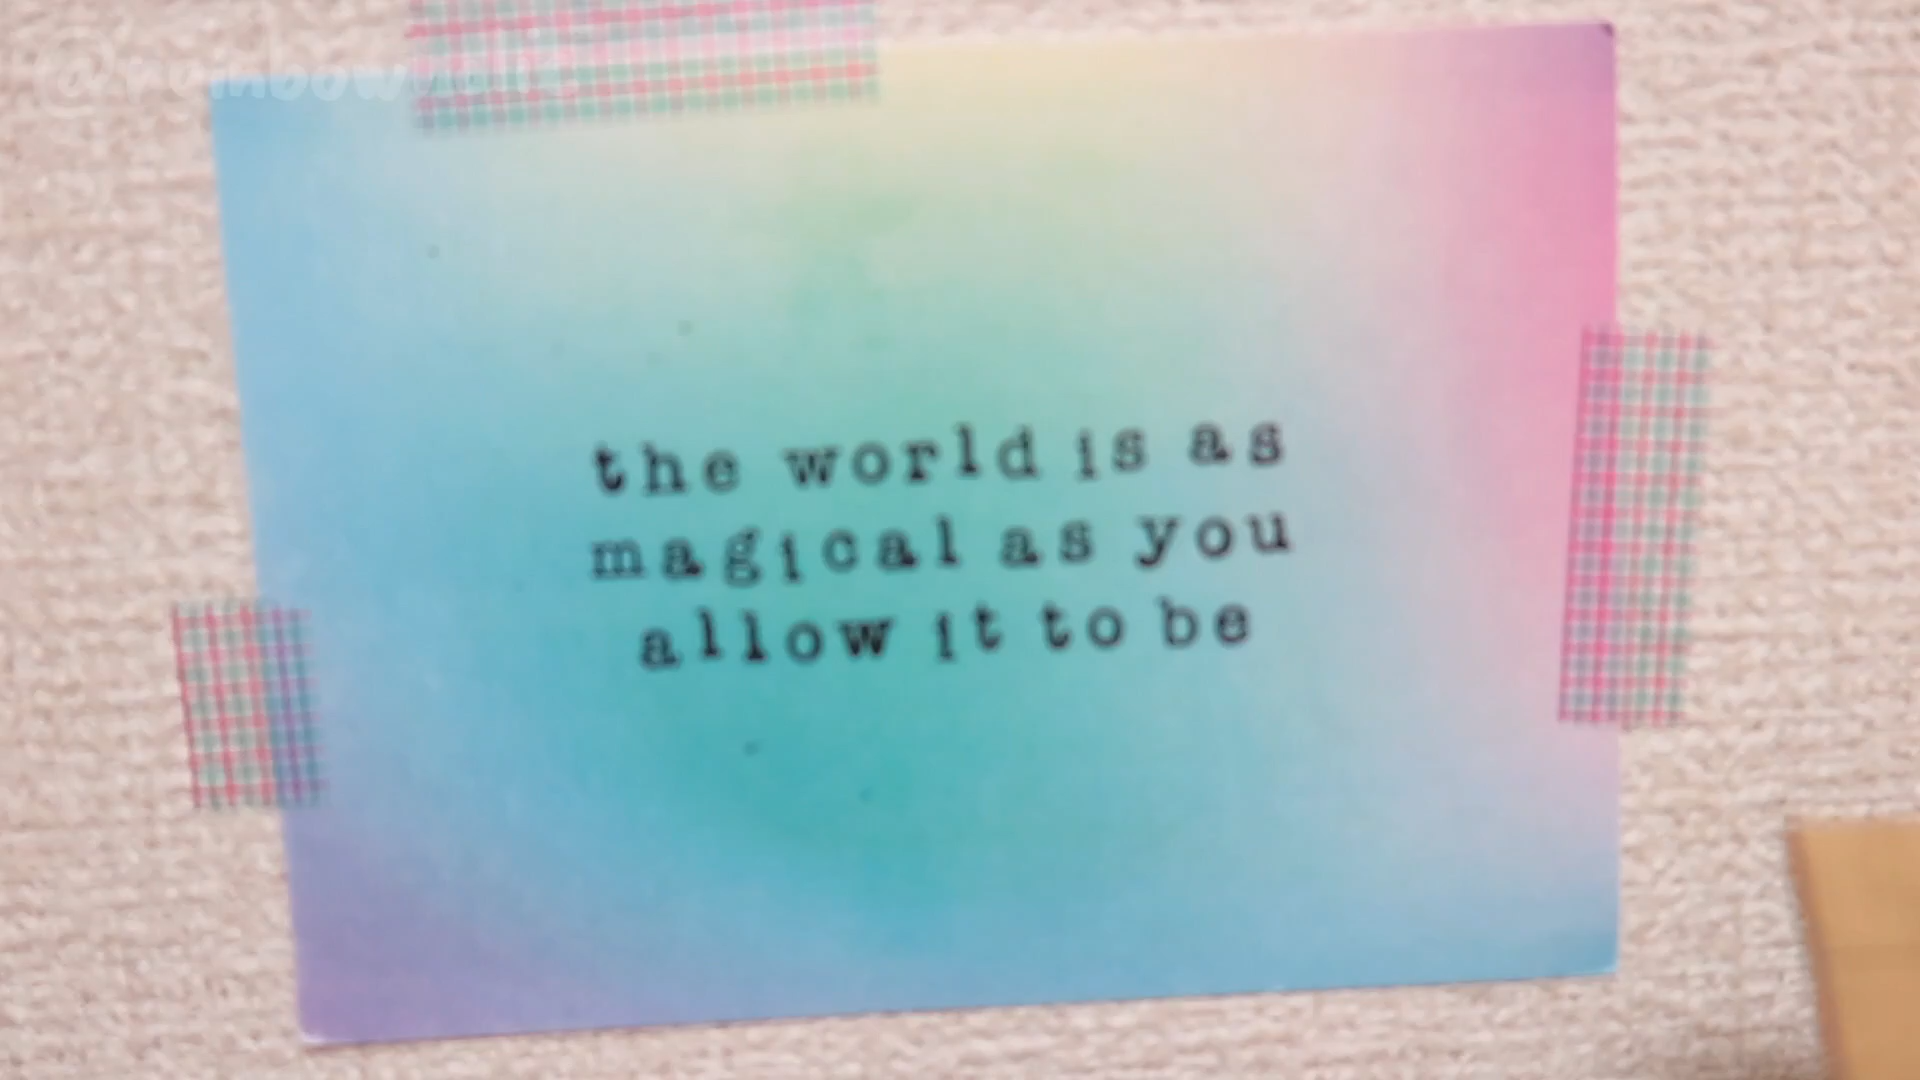 the world is as
magical as you
allow it to be